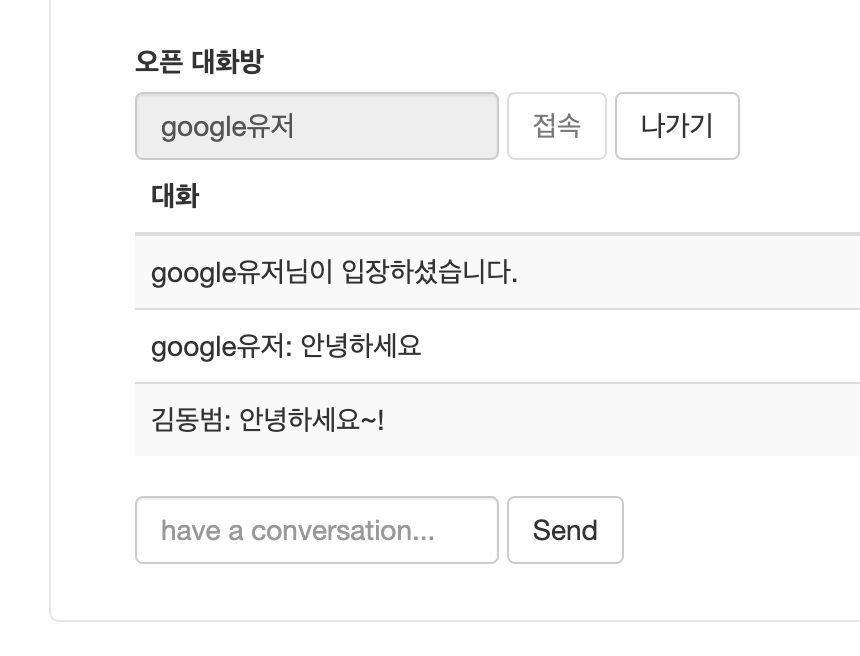 오픈 대화방
google유저 접속 나가기
대화
google유저님이 입장하셨습니다.
google유저: 안녕하세요
김동범: 안녕하세요~!
have a conversation... Send